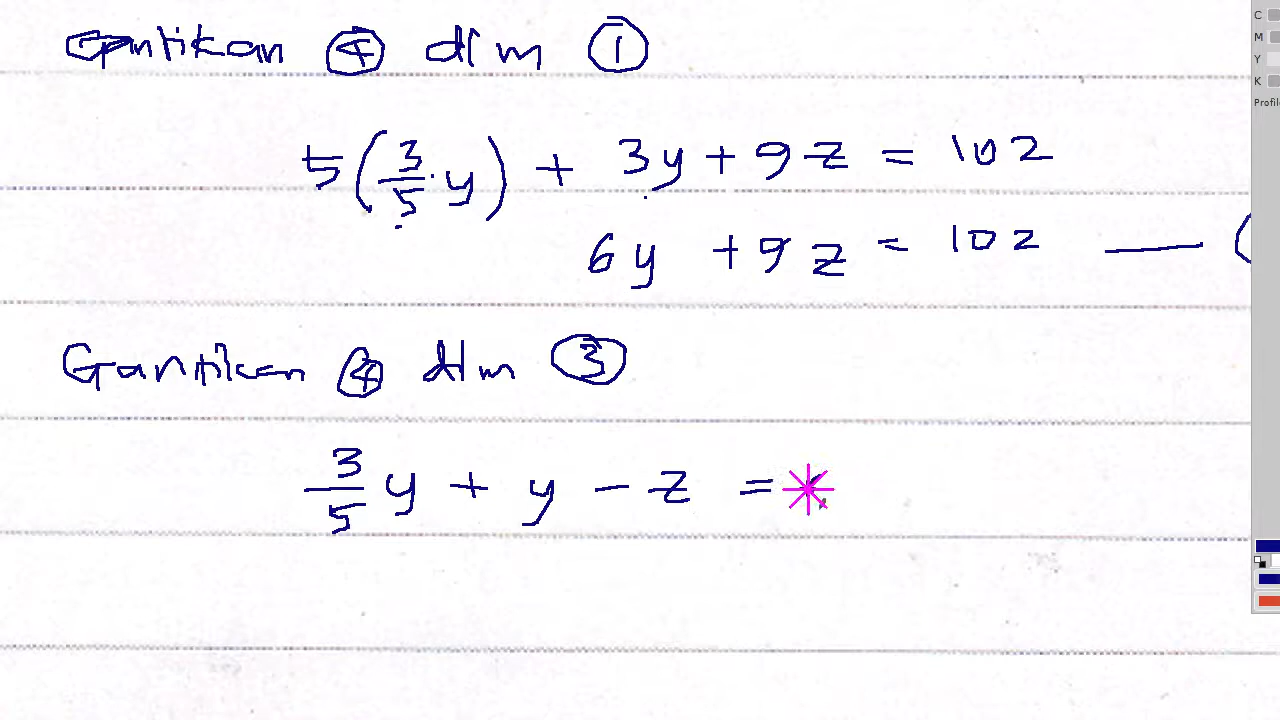 Gantikan ④ dlm ①
5(3/5 · y) + 3y + 9z = 102
6y + 9z = 102 —— (
Gantikan ④ dlm ③
3/5 y + y - z =
C
M
Y
K
Profile